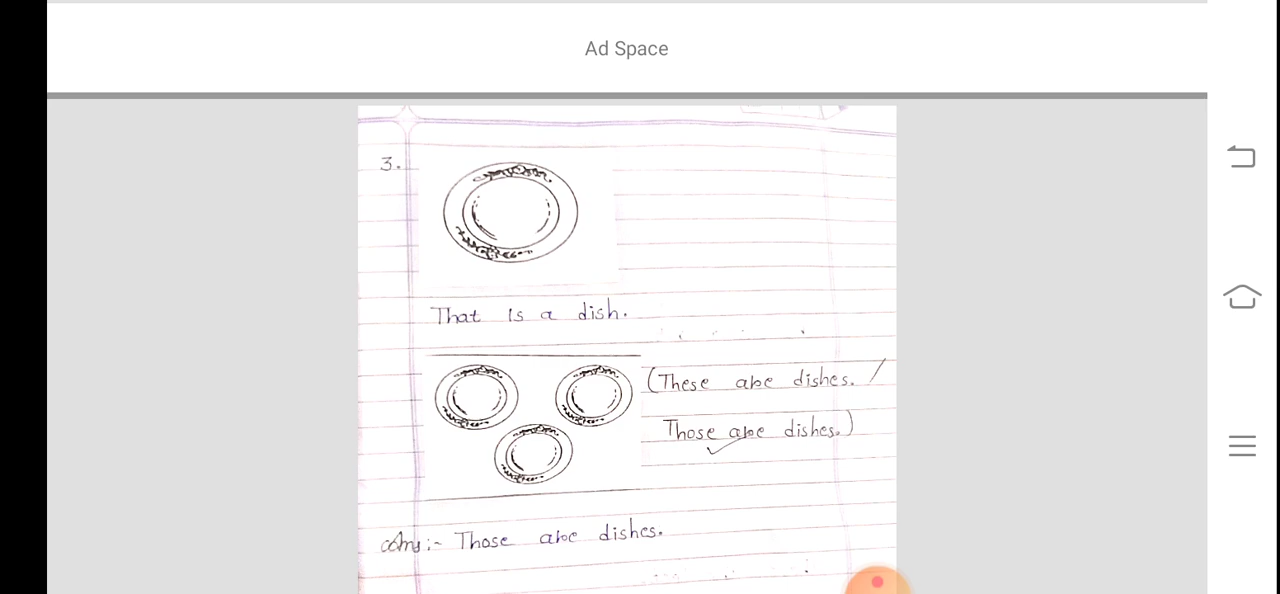 Ad Space
3.
That is a dish.
(These are dishes. /
Those are dishes.)
Ans:- Those are dishes.